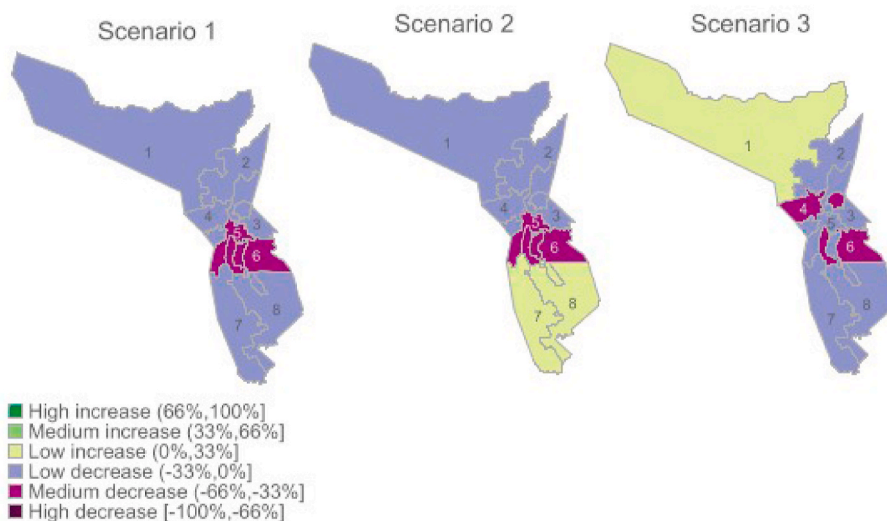 Scenario 1
Scenario 2
Scenario 3
1
2
3
4
5
6
7
8
1
2
3
4
5
6
7
8
1
2
3
4
5
6
7
8
High increase (66%,100%]
Medium increase (33%,66%]
Low increase (0%,33%]
Low decrease (-33%,0%]
Medium decrease (-66%,-33%]
High decrease [-100%,-66%]